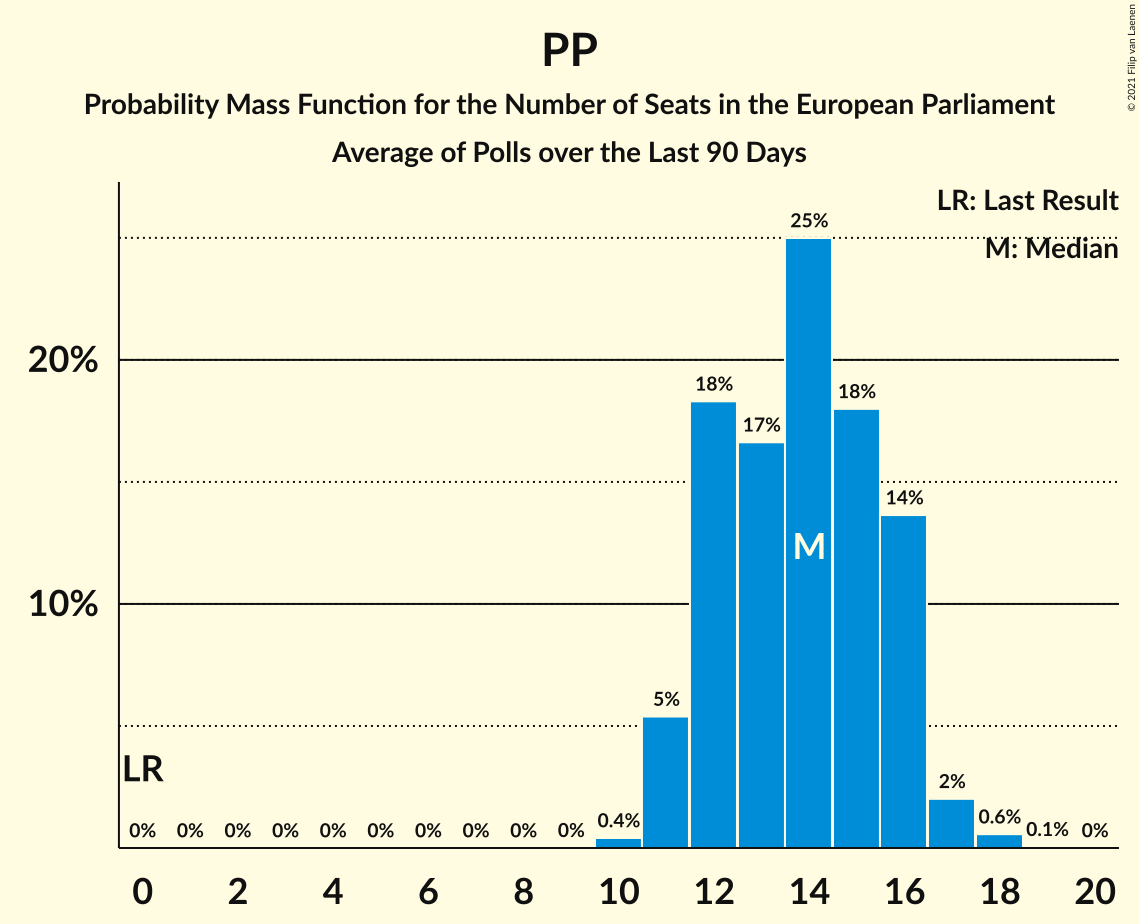 PP
Probability Mass Function for the Number of Seats in the European Parliament
Average of Polls over the Last 90 Days
© 2021 Filip van Laenen
LR: Last Result
M: Median
25%
20%
18%
18%
17%
14%
M
10%
5%
LR
2%
0% 0% 0% 0% 0% 0% 0% 0% 0% 0% 0.4% 0.6% 0.1% 0%
0 2 4 6 8 10 12 14 16 18 20